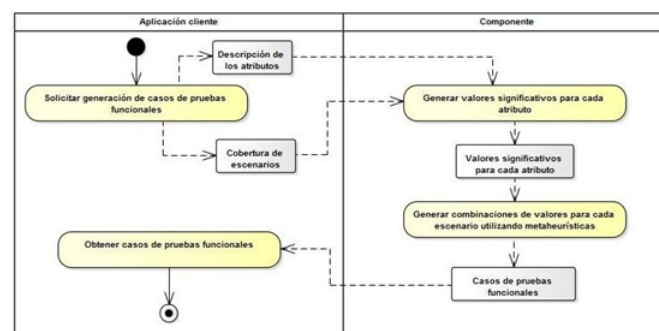 Aplicación cliente
Componente
Descripción de
los atributos
Solicitar generación de casos de pruebas
funcionales
Generar valores significativos para cada
atributo
Cobertura de
escenarios
Valores significativos
para cada atributo
Generar combinaciones de valores para cada
escenario utilizando metaheurísticas
Obtener casos de pruebas funcionales
Casos de pruebas
funcionales